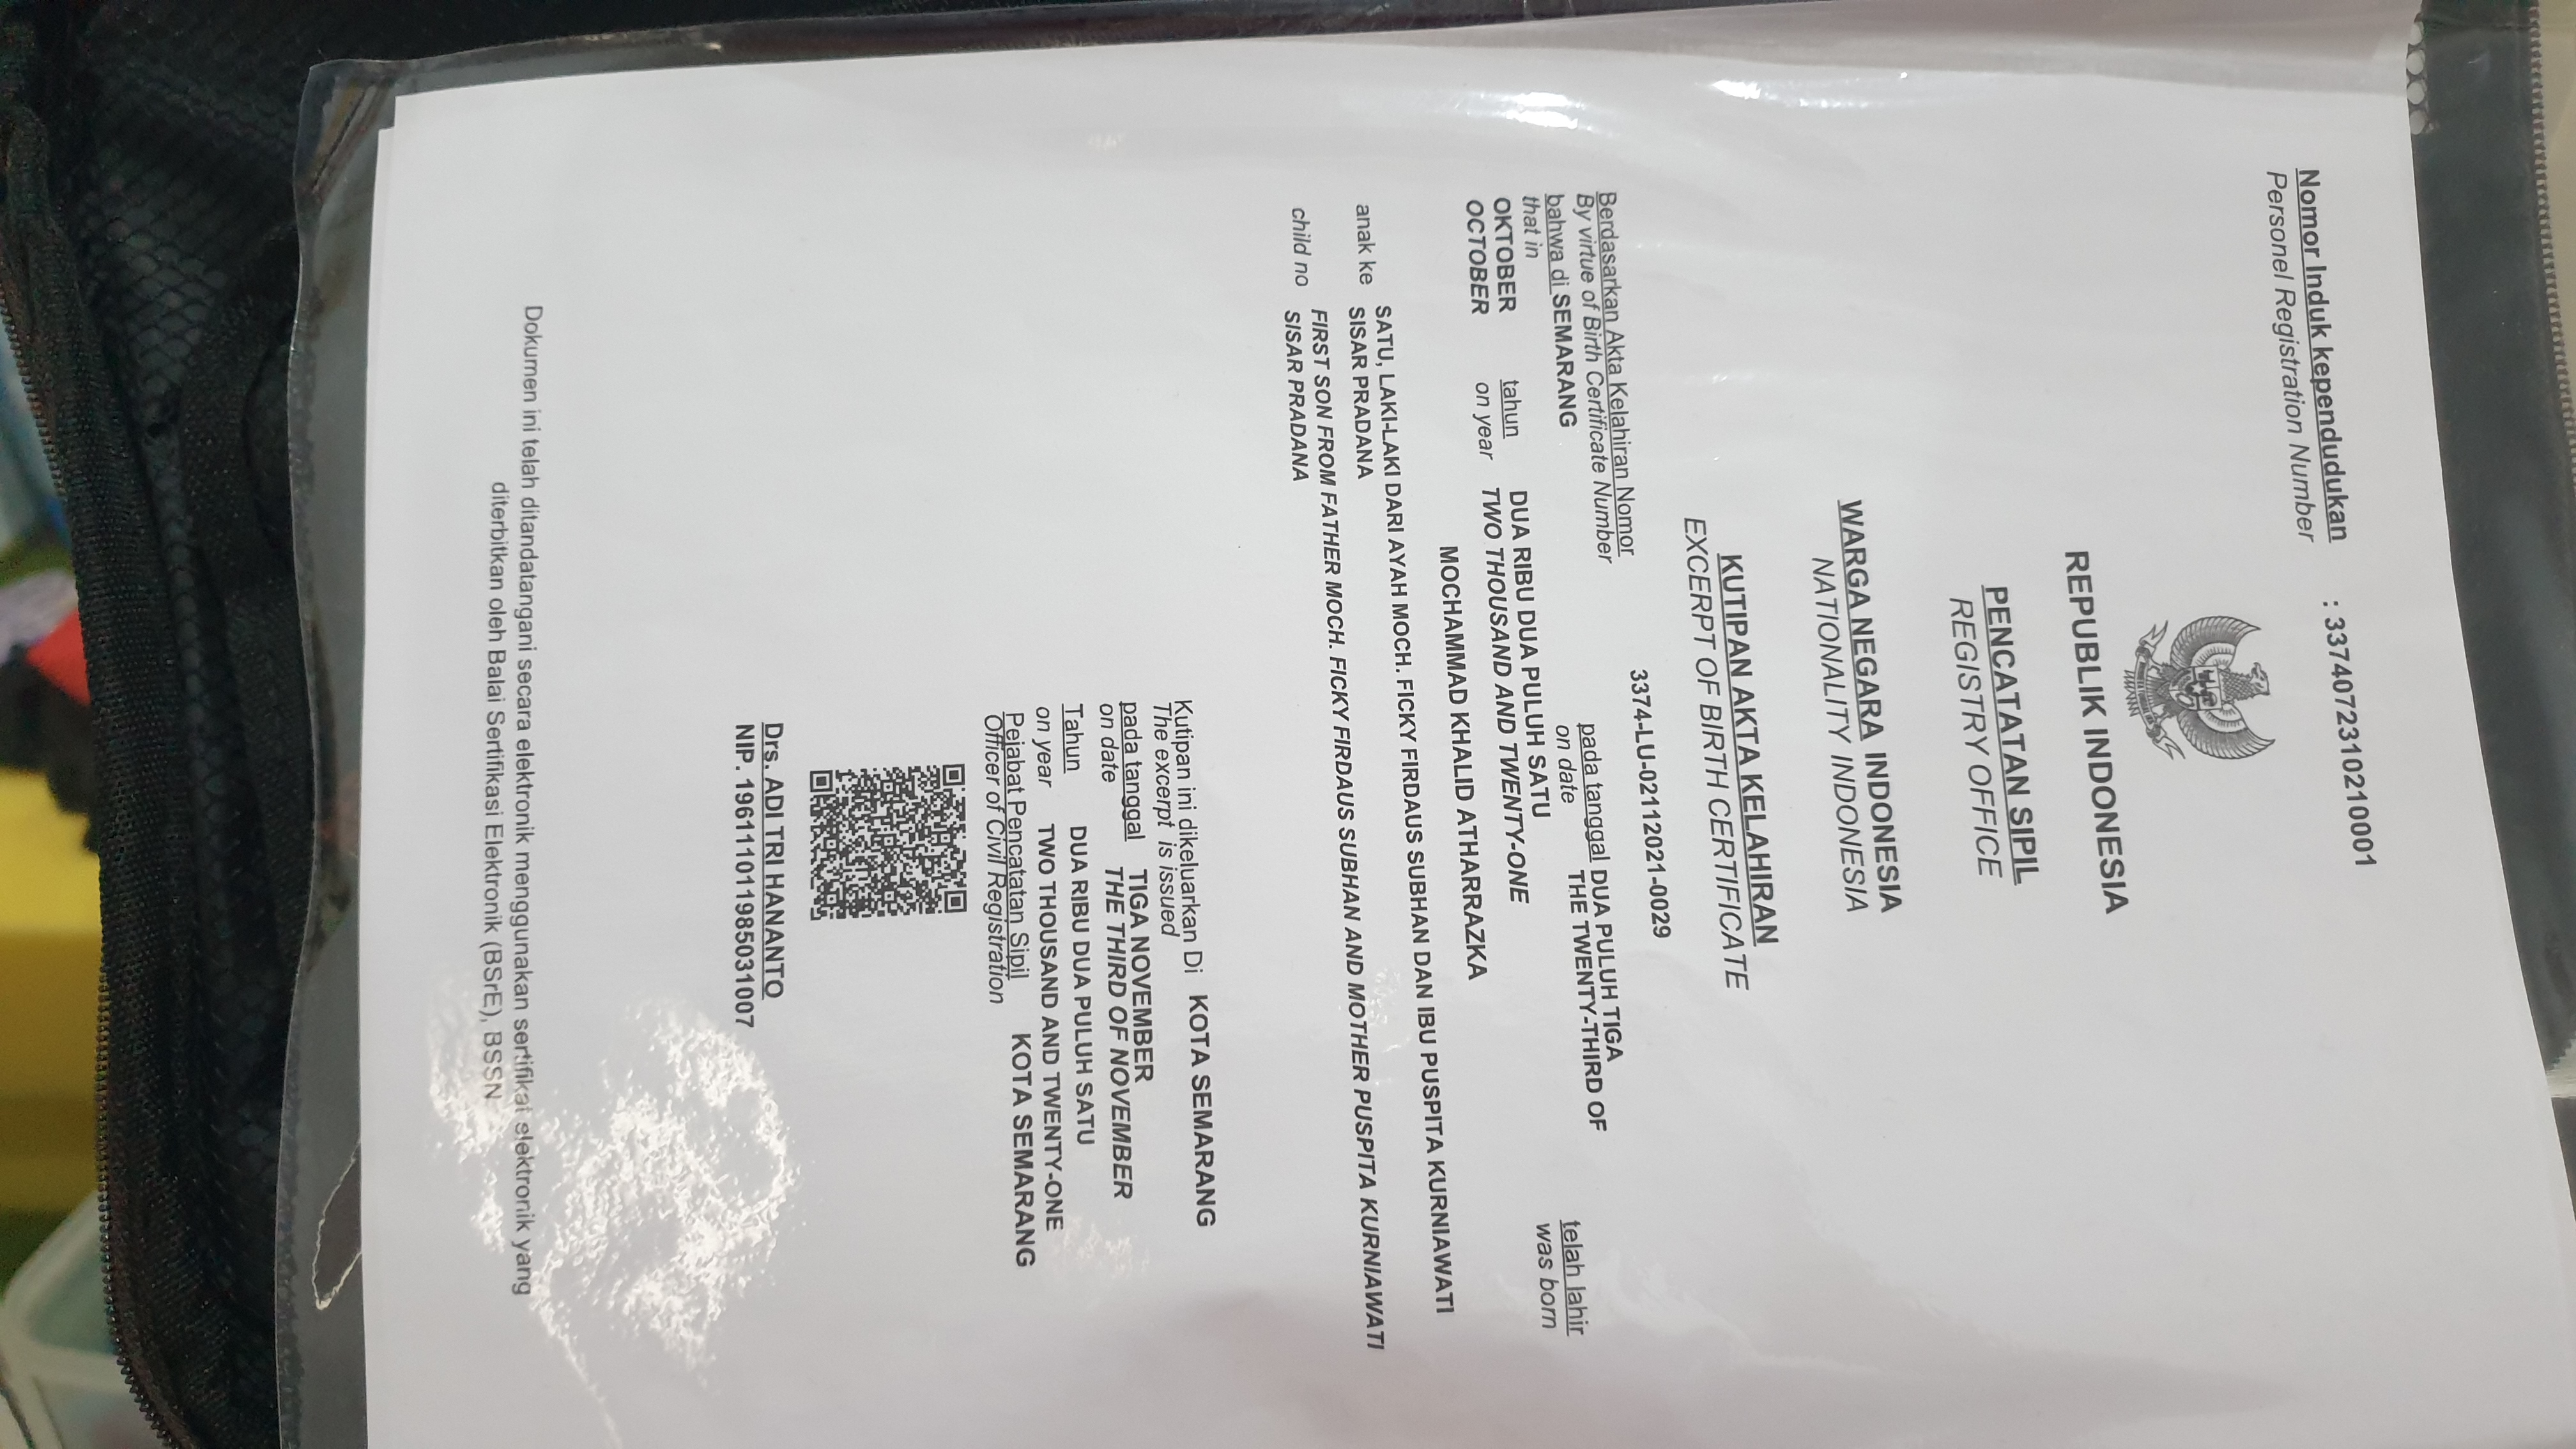 Nomor Induk kependudukan : 3374072310210001
Personel Registration Number
REPUBLIK INDONESIA
PENCATATAN SIPIL
REGISTRY OFFICE
WARGA NEGARA INDONESIA
NATIONALITY INDONESIA
KUTIPAN AKTA KELAHIRAN
EXCERPT OF BIRTH CERTIFICATE
Berdasarkan Akta Kelahiran Nomor 3374-LU-02112021-0029
By virtue of Birth Certificate Number
bahwa di SEMARANG pada tanggal DUA PULUH TIGA telah lahir
that in on date THE TWENTY-THIRD OF was born
OKTOBER tahun DUA RIBU DUA PULUH SATU
OCTOBER on year TWO THOUSAND AND TWENTY-ONE
MOCHAMMAD KHALID ATHARRAZKA
anak ke SATU, LAKI-LAKI DARI AYAH MOCH. FICKY FIRDAUS SUBHAN DAN IBU PUSPITA KURNIAWATI
SISAR PRADANA
child no FIRST SON FROM FATHER MOCH. FICKY FIRDAUS SUBHAN AND MOTHER PUSPITA KURNIAWATI
SISAR PRADANA
Kutipan ini dikeluarkan Di KOTA SEMARANG
The excerpt is issued
pada tanggal TIGA NOVEMBER
on date THE THIRD OF NOVEMBER
Tahun DUA RIBU DUA PULUH SATU
on year TWO THOUSAND AND TWENTY-ONE
Pejabat Pencatatan Sipil KOTA SEMARANG
Officer of Civil Registration
Drs. ADI TRI HANANTO
NIP. 196111011985031007
Dokumen ini telah ditandatangani secara elektronik menggunakan sertifikat elektronik yang
diterbitkan oleh Balai Sertifikasi Elektronik (BSrE), BSSN